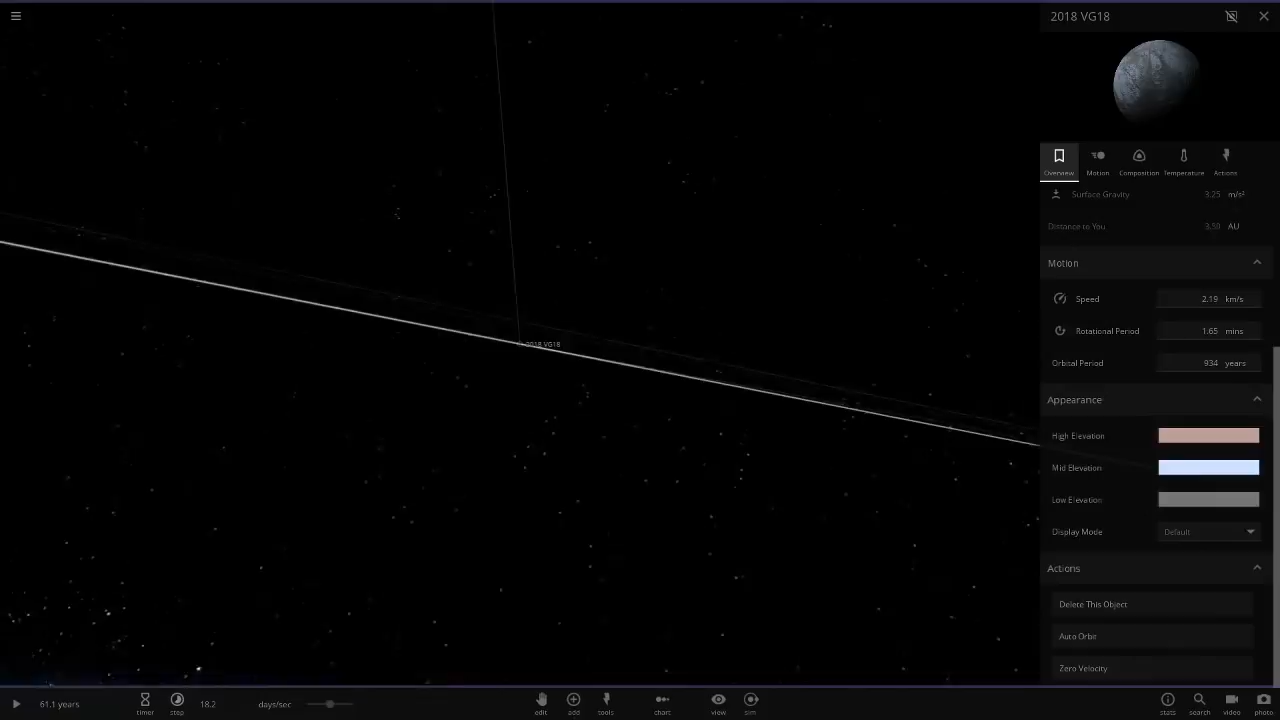 2018 VG18
Overview Motion Composition Temperature Actions
Surface Gravity 3.25 m/s²
Distance to You 3.50 AU
Motion
Speed 2.19 km/s
Rotational Period 1.65 mins
2018 VG18
Orbital Period 934 years
Appearance
High Elevation
Mid Elevation
Low Elevation
Display Mode Default
Actions
Delete This Object
Auto Orbit
Zero Velocity
61.1 years timer step 18.2 days/sec edit add tools chart view sim stats search video photo